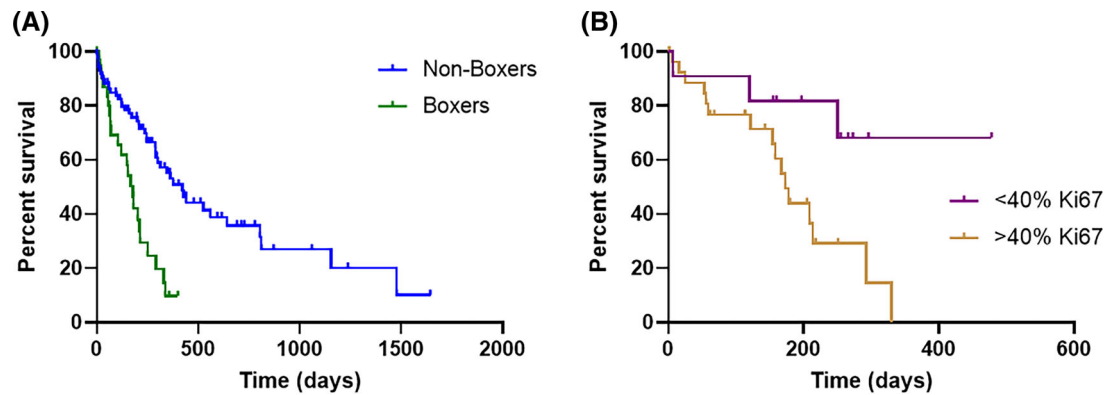 (A)
Percent survival
100
80
60
40
20
0
Non-Boxers
Boxers
0 500 1000 1500 2000
Time (days)
(B)
Percent survival
100
80
60
40
20
0
<40% Ki67
>40% Ki67
0 200 400 600
Time (days)